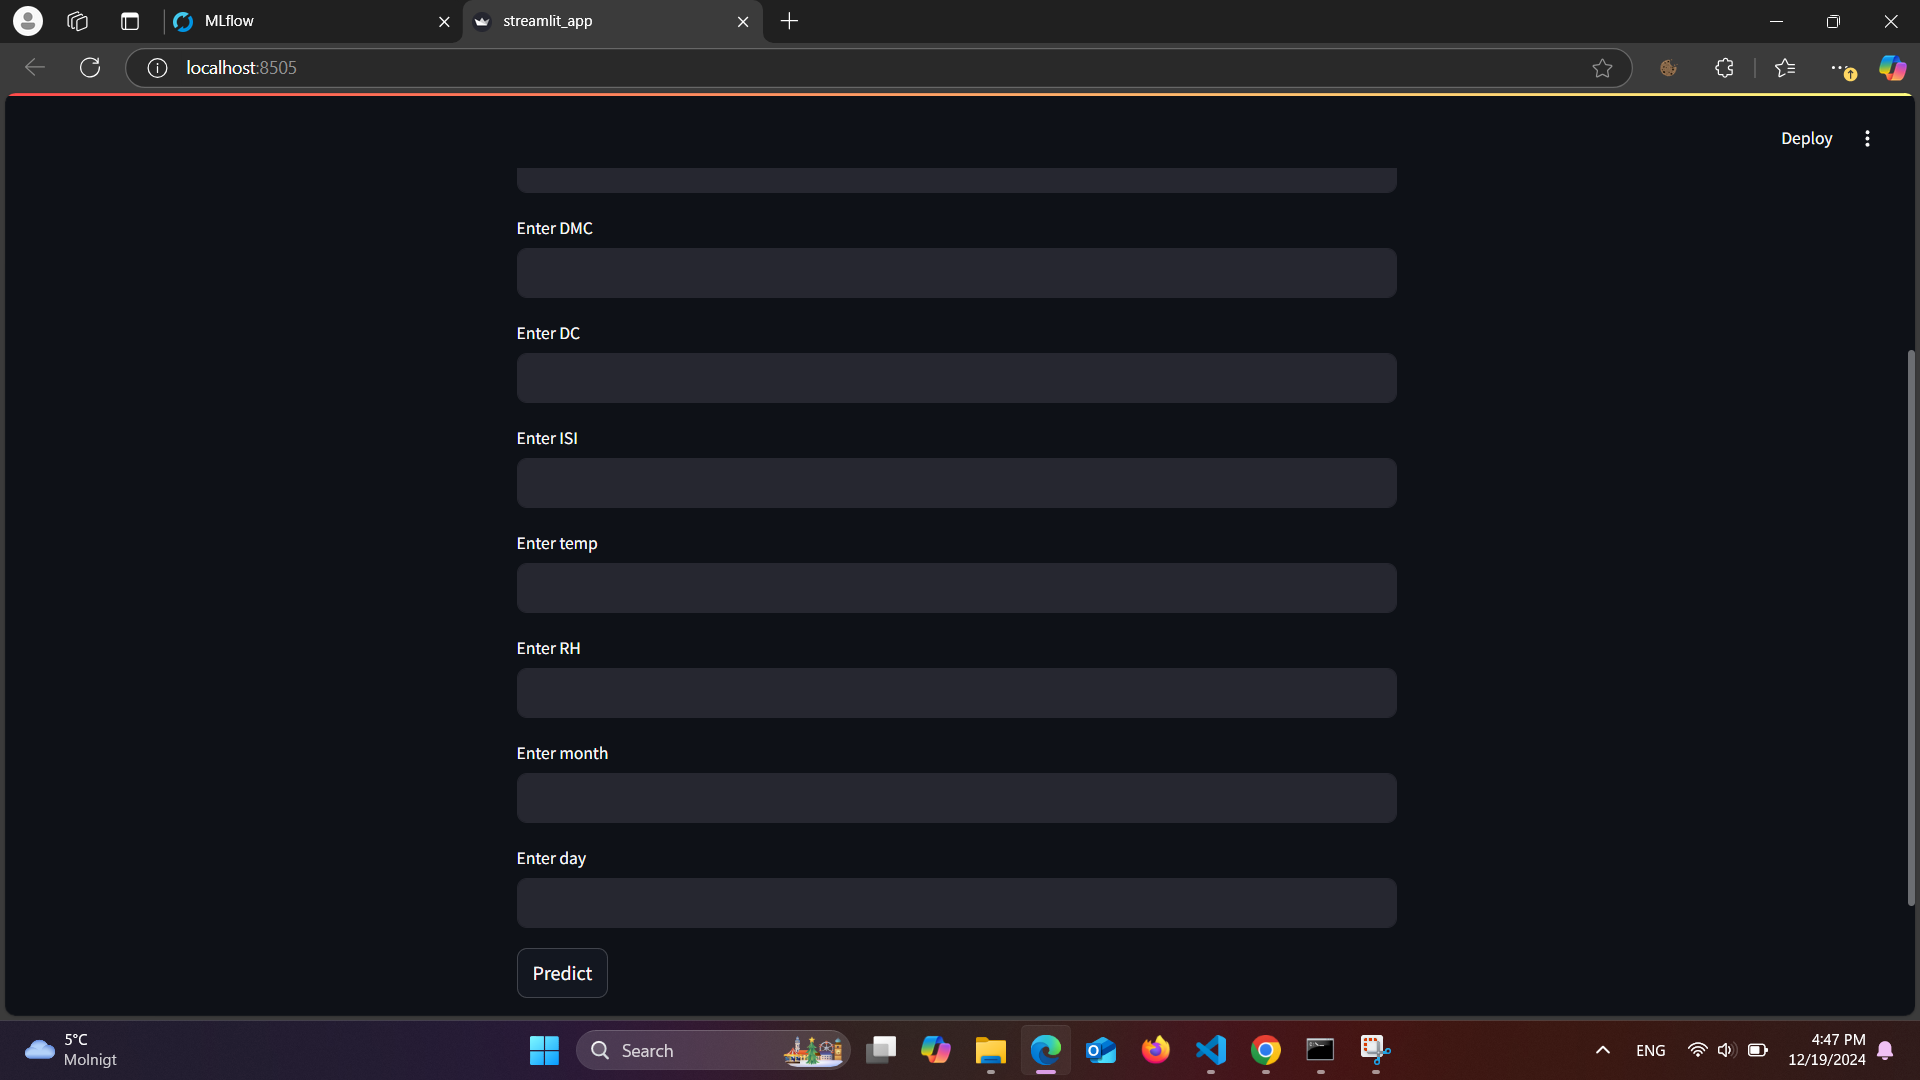 MLflow
streamlit_app
localhost:8505
Deploy
Enter DMC
Enter DC
Enter ISI
Enter temp
Enter RH
Enter month
Enter day
Predict
5°C
Molnigt
Search
ENG
4:47 PM
12/19/2024